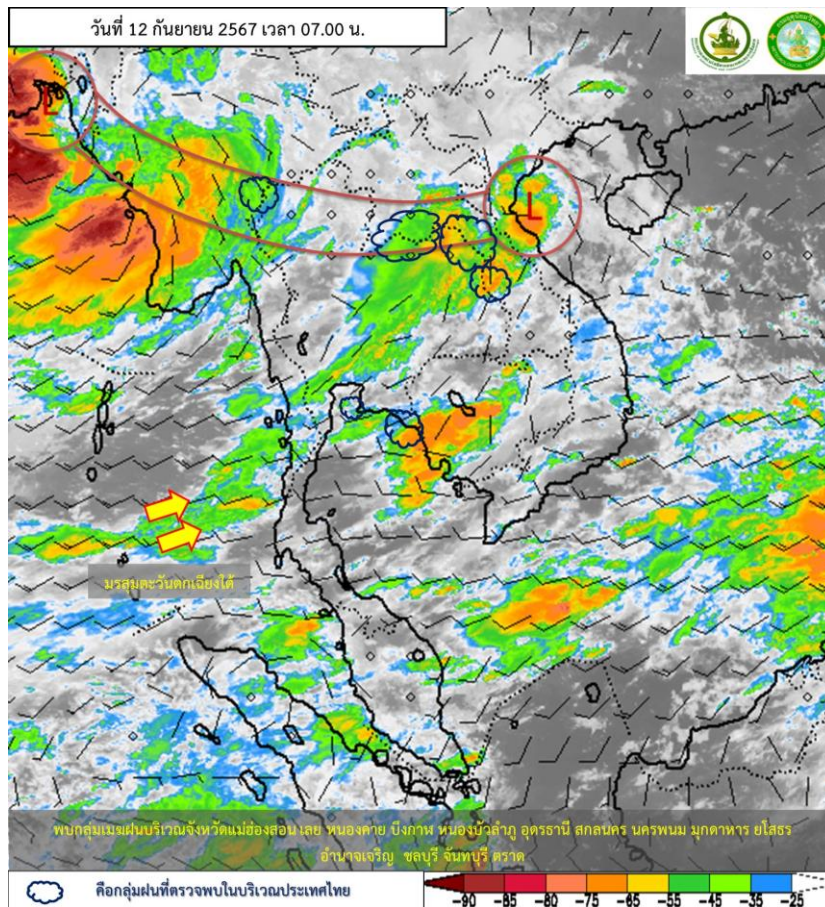 วันที่ 12 กันยายน 2567 เวลา 07.00 น.
L
L
มรสุมตะวันตกเฉียงใต้
พบกลุ่มเมฆฝนบริเวณจังหวัดแม่ฮ่องสอน เลย หนองคาย บึงกาฬ หนองบัวลำภู อุดรธานี สกลนคร นครพนม มุกดาหาร ยโสธร
อำนาจเจริญ ชลบุรี จันทบุรี ตราด
คือกลุ่มฝนที่ตรวจพบในบริเวณประเทศไทย
-90 -85 -80 -75 -65 -55 -45 -35 -25